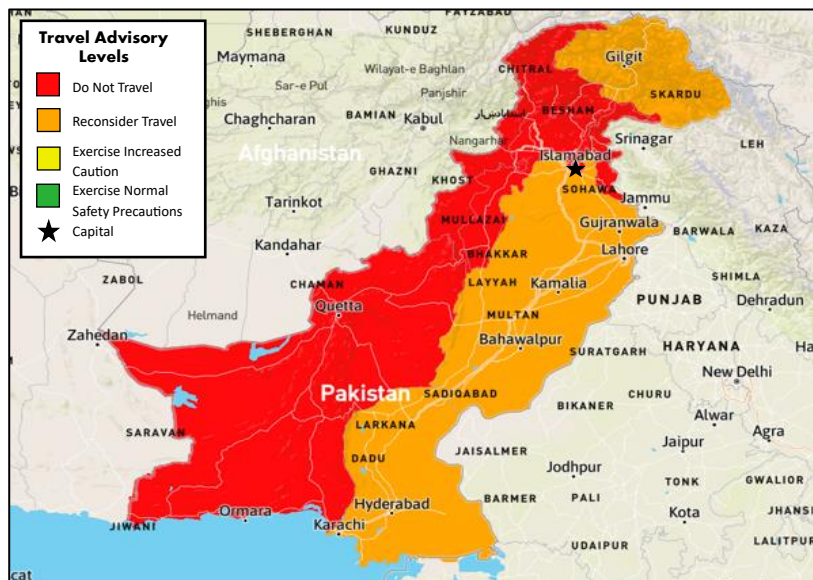 Travel Advisory
Levels
Do Not Travel
Reconsider Travel
Exercise Increased
Caution
Exercise Normal
Safety Precautions
Capital
FAYZABAD
SHEBERGHAN
KUNDUZ
Maymana
Wilayat-e Baghlan
CHITRAL
Gilgit
Sar-e Pul
Panjshir
SKARDU
BAMIAN
BESHAM
Chaghcharan
Kabul
Nangarhar
Srinagar
LEH
Afghanistan
Islamabad
GHAZNI
KHOST
SOHAWA
Tarinkot
Jammu
MULLAZAI
Gujranwala
BARWALA
KAZA
Kandahar
BHAKKAR
Lahore
ZABOL
CHAMAN
LAYYAH
Kamalia
SHIMLA
Quetta
PUNJAB
Dehradun
Helmand
MULTAN
Zahedan
Bahawalpur
SURATGARH
HARYANA
Ha
New Delhi
Pakistan
SADIQABAD
CHURU
BIKANER
Alwar
SARAVAN
LARKANA
Agra
JAISALMER
Jaipur
DADU
Jodhpur
TONK
GWALIOR
Ormara
Hyderabad
BARMER
PALI
JIWANI
Karachi
Kota
JHANSI
UDAIPUR
LALITPUR
cat